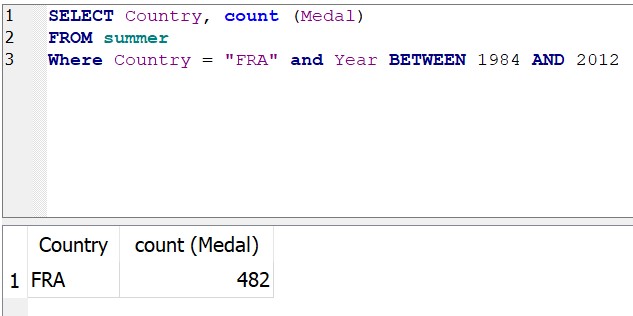 1 SELECT Country, count (Medal)
2 FROM summer
3 Where Country = "FRA" and Year BETWEEN 1984 AND 2012
Country count (Medal)
1 FRA 482